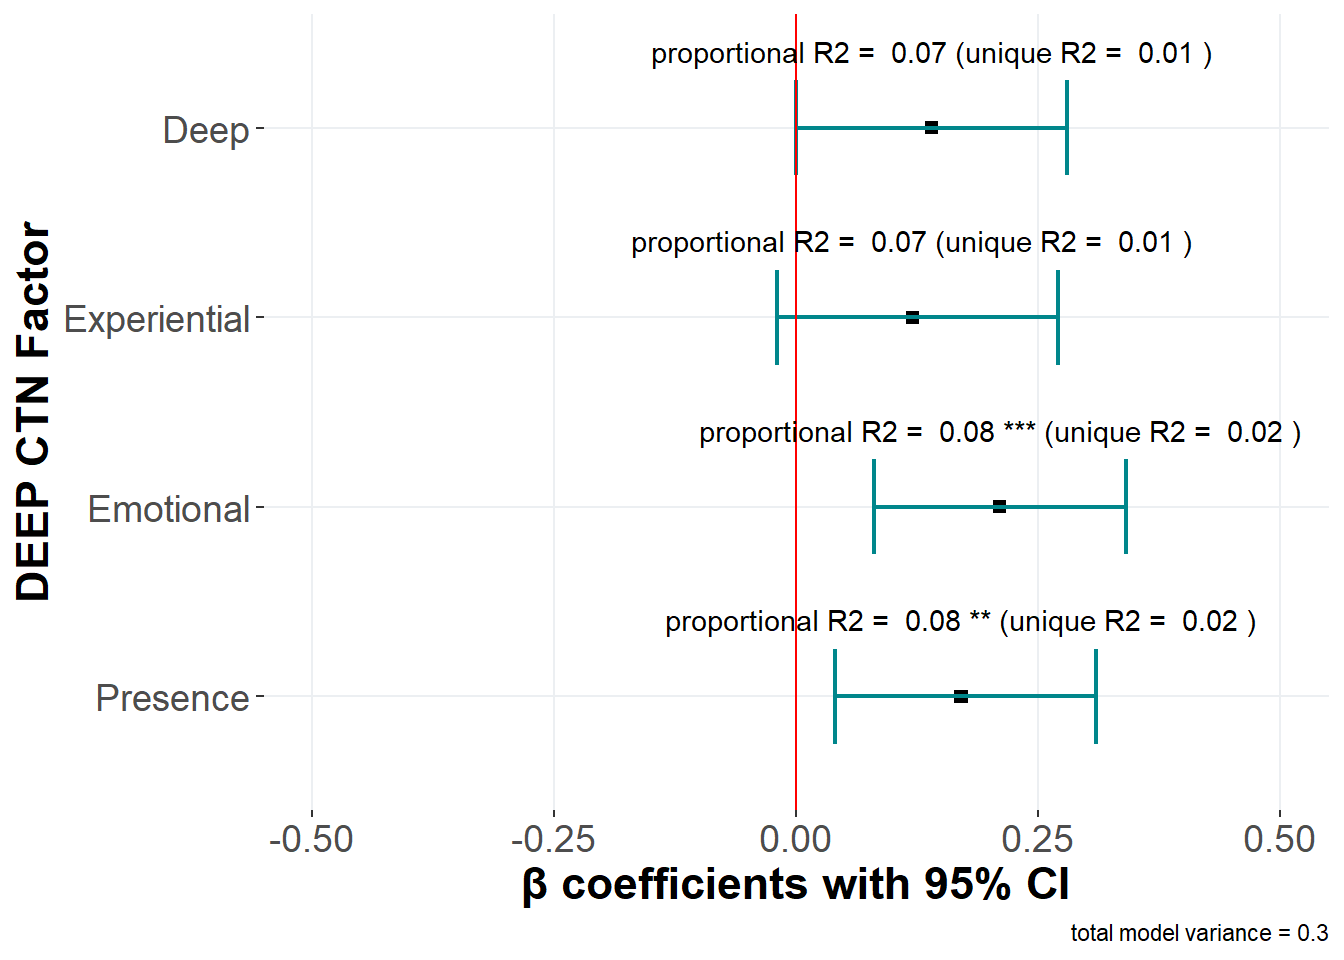 proportional R2 =  0.07 (unique R2 =  0.01 )
Deep
proportional R2 =  0.07 (unique R2 =  0.01 )
Experiential
proportional R2 =  0.08 *** (unique R2 =  0.02 )
Emotional
proportional R2 =  0.08 ** (unique R2 =  0.02 )
Presence
DEEP CTN Factor
-0.50 -0.25 0.00 0.25 0.50
β coefficients with 95% CI
total model variance = 0.3